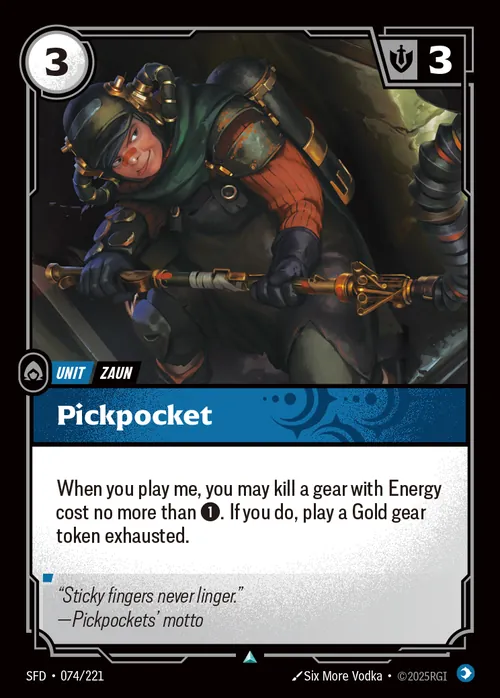 3
3
UNIT
ZAUN
Pickpocket
When you play me, you may kill a gear with Energy
cost no more than 1. If you do, play a Gold gear
token exhausted.
“Sticky fingers never linger.”
—Pickpockets’ motto
SFD • 074/221
Six More Vodka • ©2025RGI